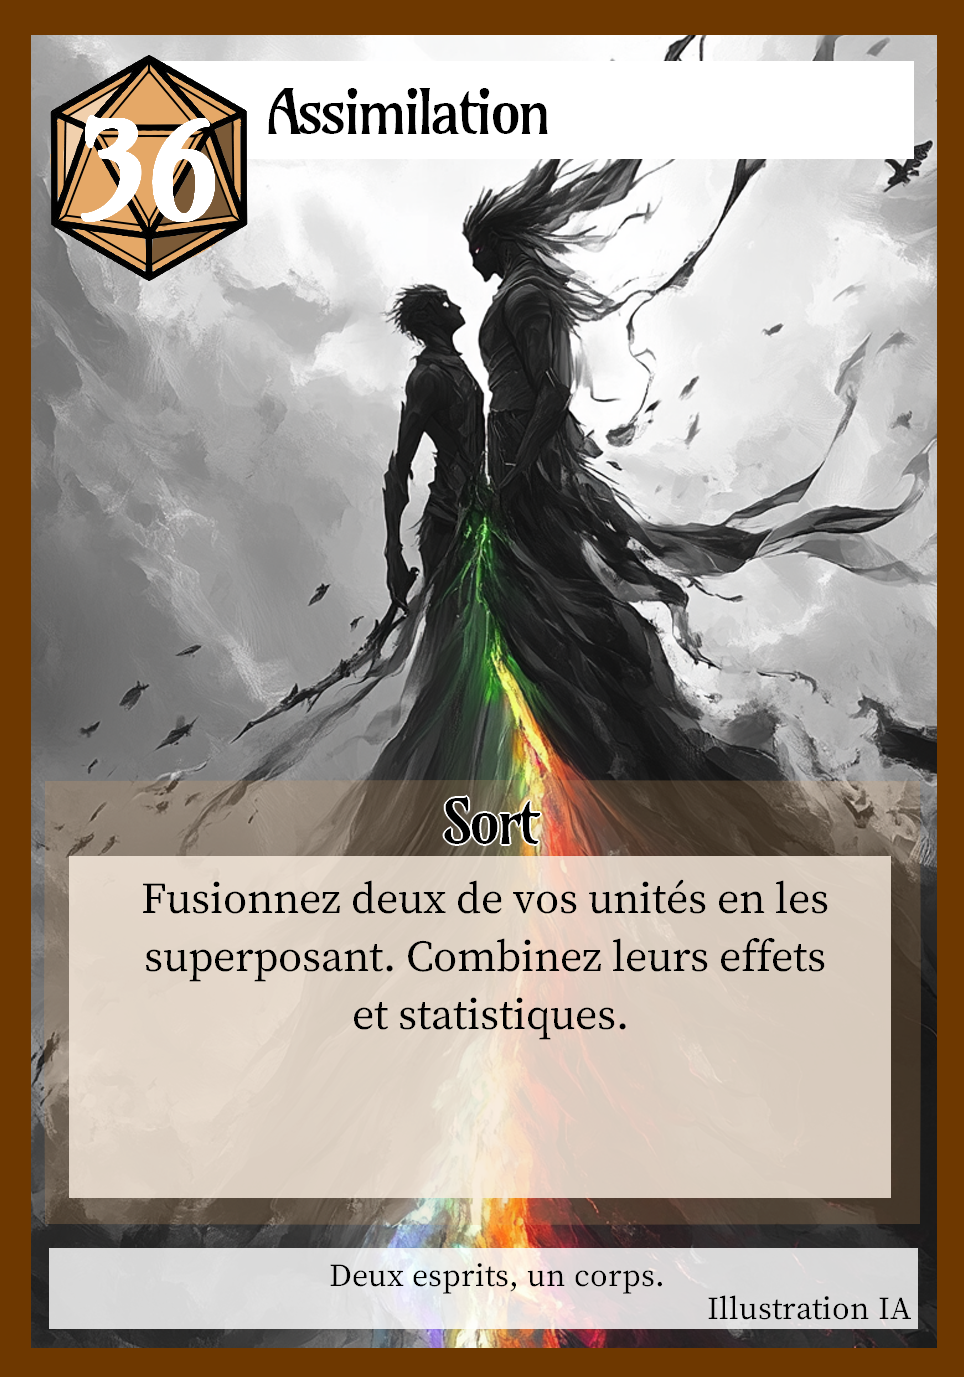 36
Assimilation
Sort
Fusionnez deux de vos unités en les
superposant. Combinez leurs effets
et statistiques.
Deux esprits, un corps.
Illustration IA